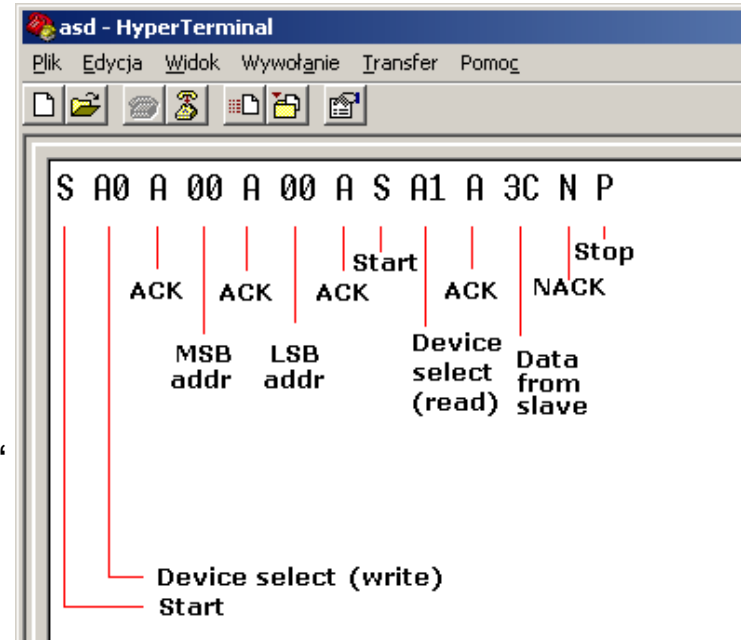 asd - HyperTerminal
Plik Edycja Widok Wywołanie Transfer Pomoc
S A0 A 00 A 00 A S A1 A 3C N P
Start
Stop
ACK
ACK
ACK
ACK
NACK
MSB
addr
LSB
addr
Device
select
(read)
Data
from
slave
“
Device select (write)
Start